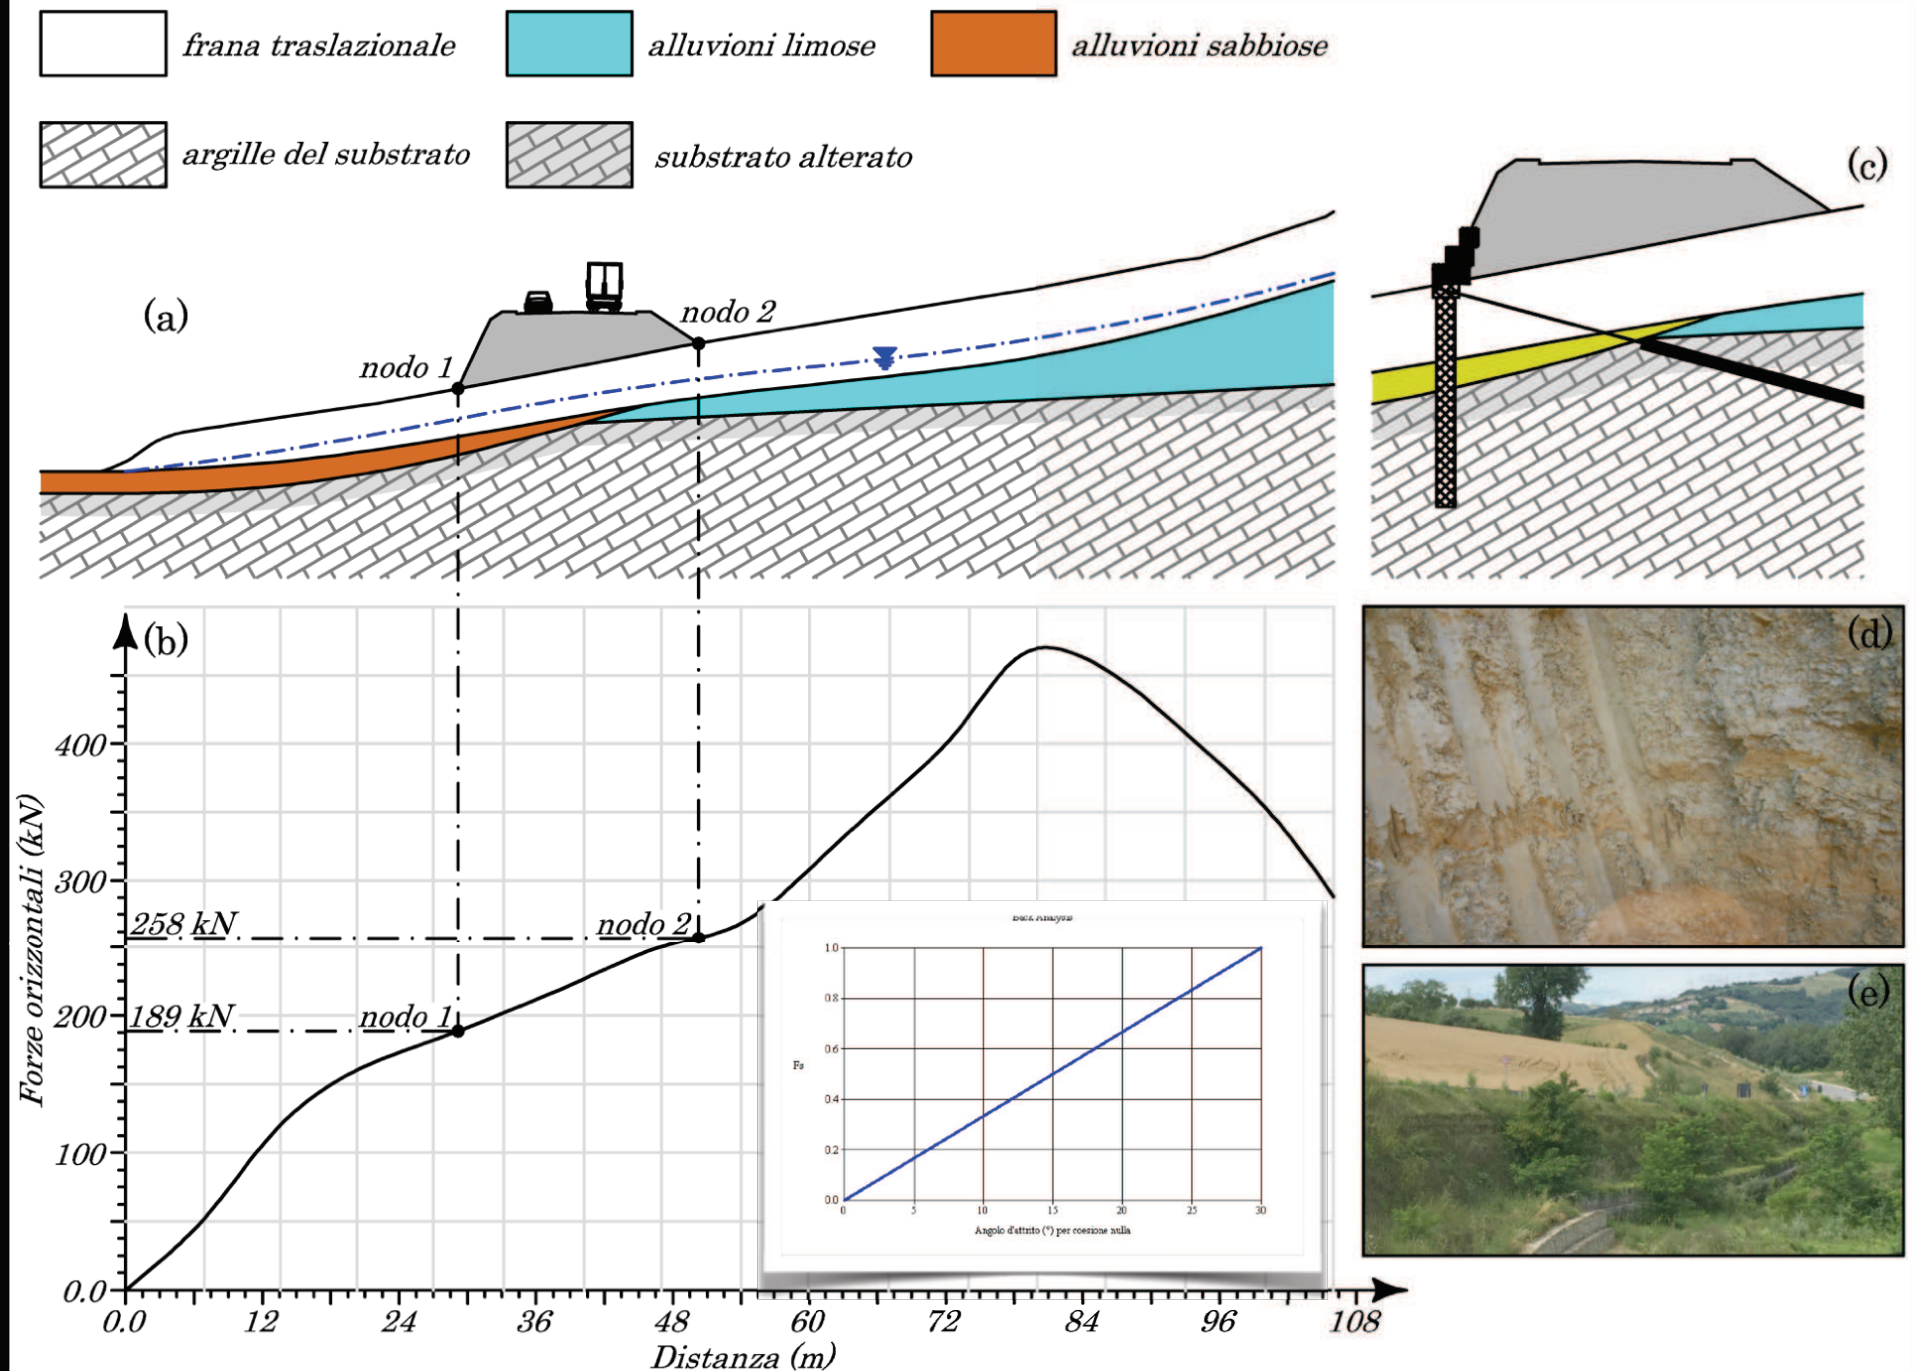 frana traslazionale
alluvioni limose
alluvioni sabbiose
argille del substrato
substrato alterato
(a)
nodo 1
nodo 2
(c)
(b)
Forze orizzontali (kN)
400
300
258 kN
nodo 2
200
189 kN
nodo 1
100
0.0
0.0
12
24
36
48
60
72
84
96
108
Distanza (m)
Back Analysis
Fs
1.0
0.8
0.6
0.4
0.2
0.0
0
5
10
15
20
25
30
Angolo d'attrito (°) per coesione nulla
(d)
(e)